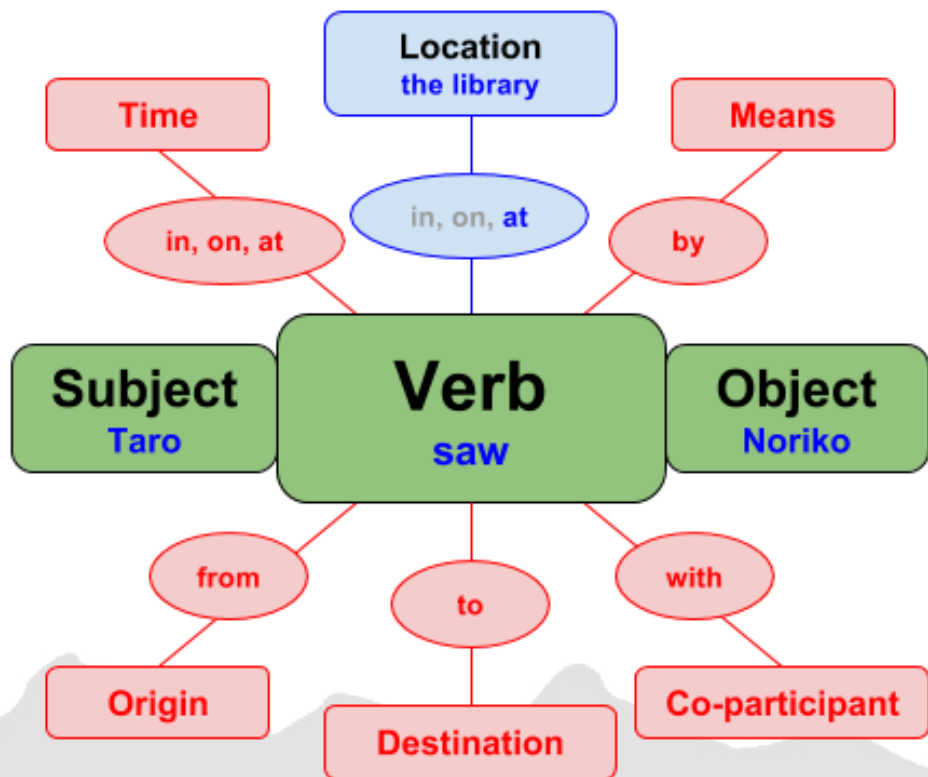 Location
the library
Time
Means
in, on, at
in, on, at
by
Subject
Taro
Verb
saw
Object
Noriko
from
to
with
Origin
Destination
Co-participant